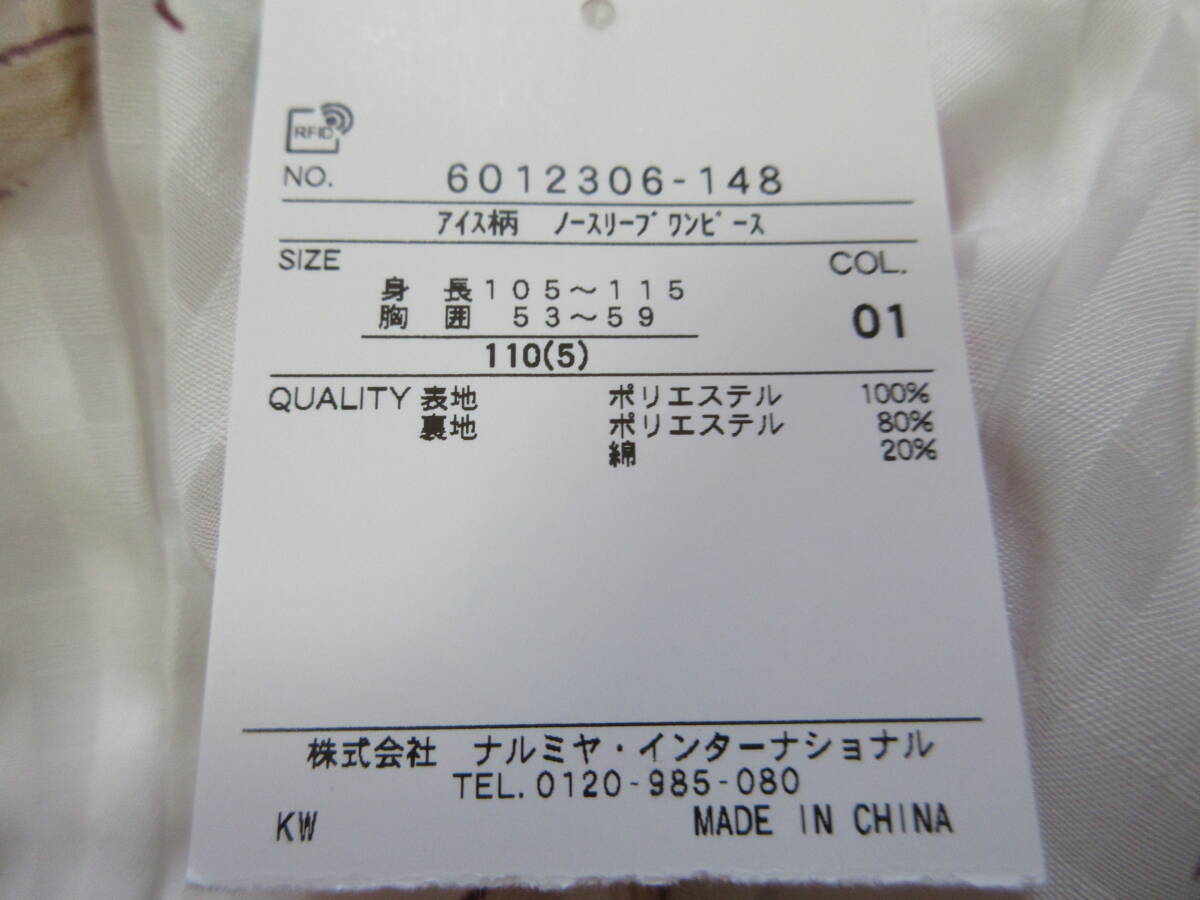 RFID
NO. 6012306-148
アイス柄 ノースリーブワンピース
SIZE COL.
身 長 105～115
胸 囲 53～59 01
110(5)
QUALITY 表地 ポリエステル 100%
裏地 ポリエステル 80%
綿 20%
株式会社 ナルミヤ・インターナショナル
TEL. 0120-985-080
KW MADE IN CHINA